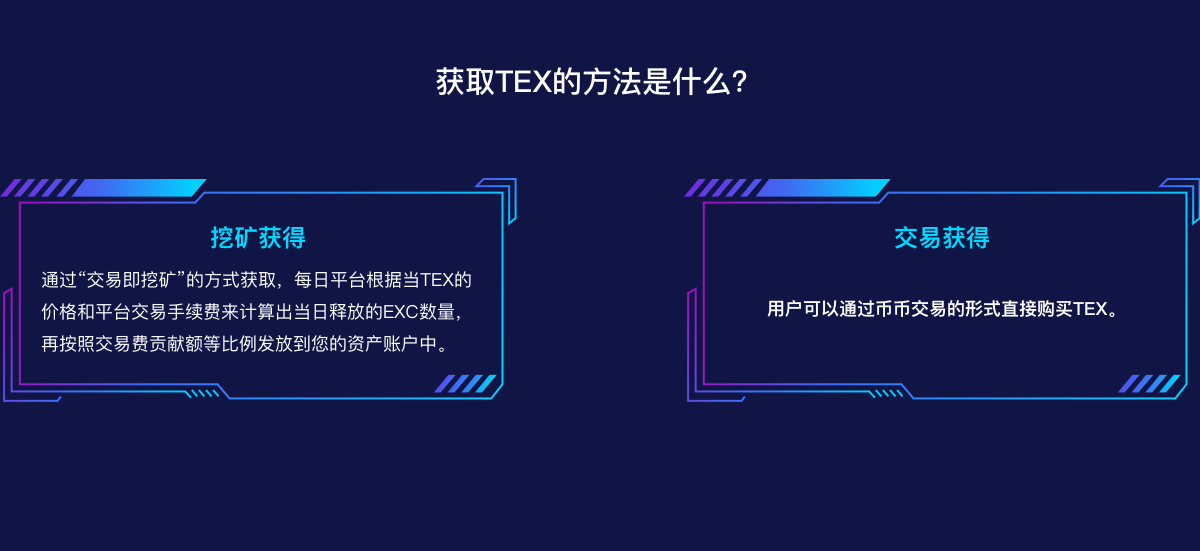 获取TEX的方法是什么?
挖矿获得
通过“交易即挖矿”的方式获取，每日平台根据当TEX的
价格和平台交易手续费来计算出当日释放的EXC数量，
再按照交易费贡献额等比例发放到您的资产账户中。
交易获得
用户可以通过币币交易的形式直接购买TEX。